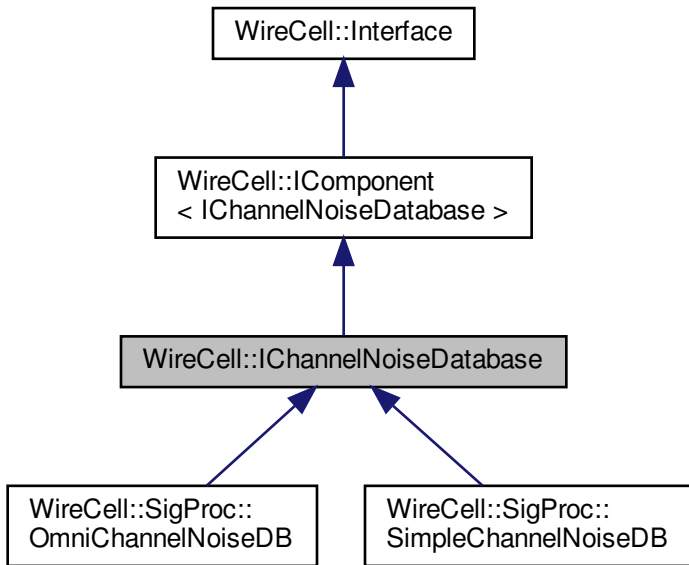 WireCell::Interface
WireCell::IComponent
< IChannelNoiseDatabase >
WireCell::IChannelNoiseDatabase
WireCell::SigProc::
OmniChannelNoiseDB
WireCell::SigProc::
SimpleChannelNoiseDB